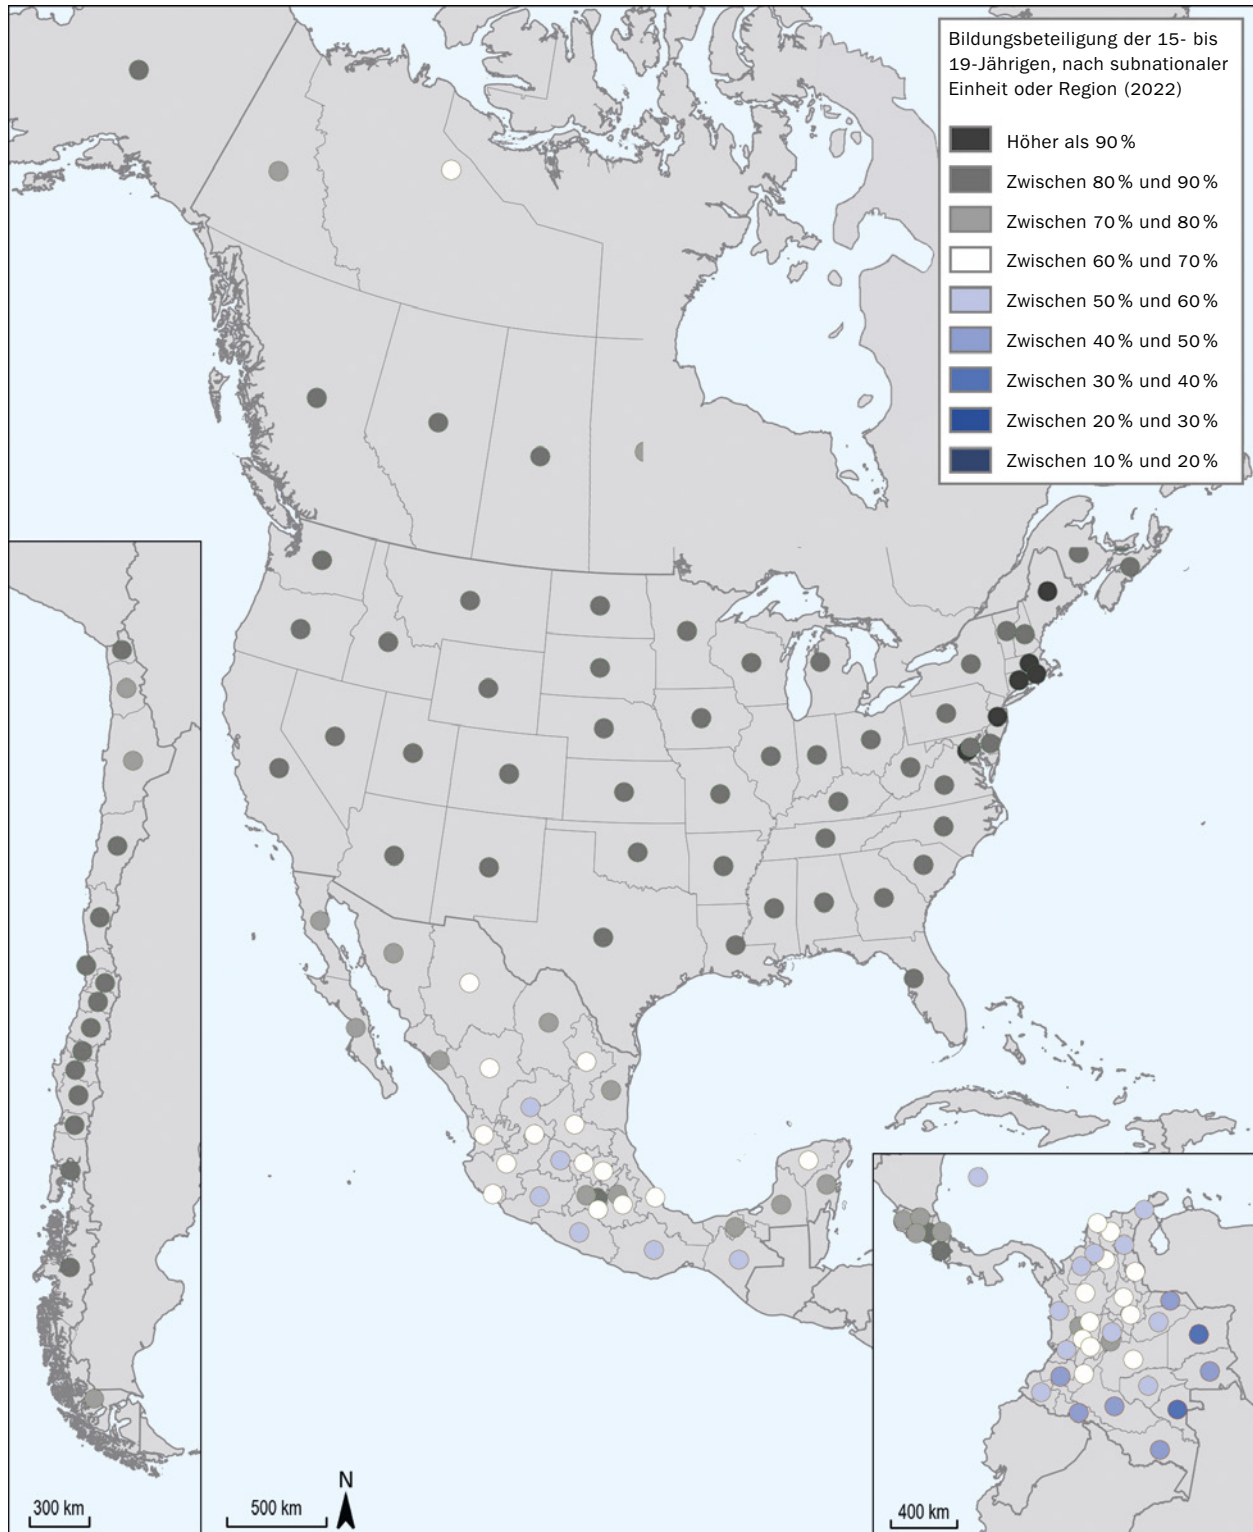 Bildungsbeteiligung der 15- bis
19-Jährigen, nach subnationaler
Einheit oder Region (2022)
Höher als 90 %
Zwischen 80 % und 90 %
Zwischen 70 % und 80 %
Zwischen 60 % und 70 %
Zwischen 50 % und 60 %
Zwischen 40 % und 50 %
Zwischen 30 % und 40 %
Zwischen 20 % und 30 %
Zwischen 10 % und 20 %
300 km
500 km
N
400 km